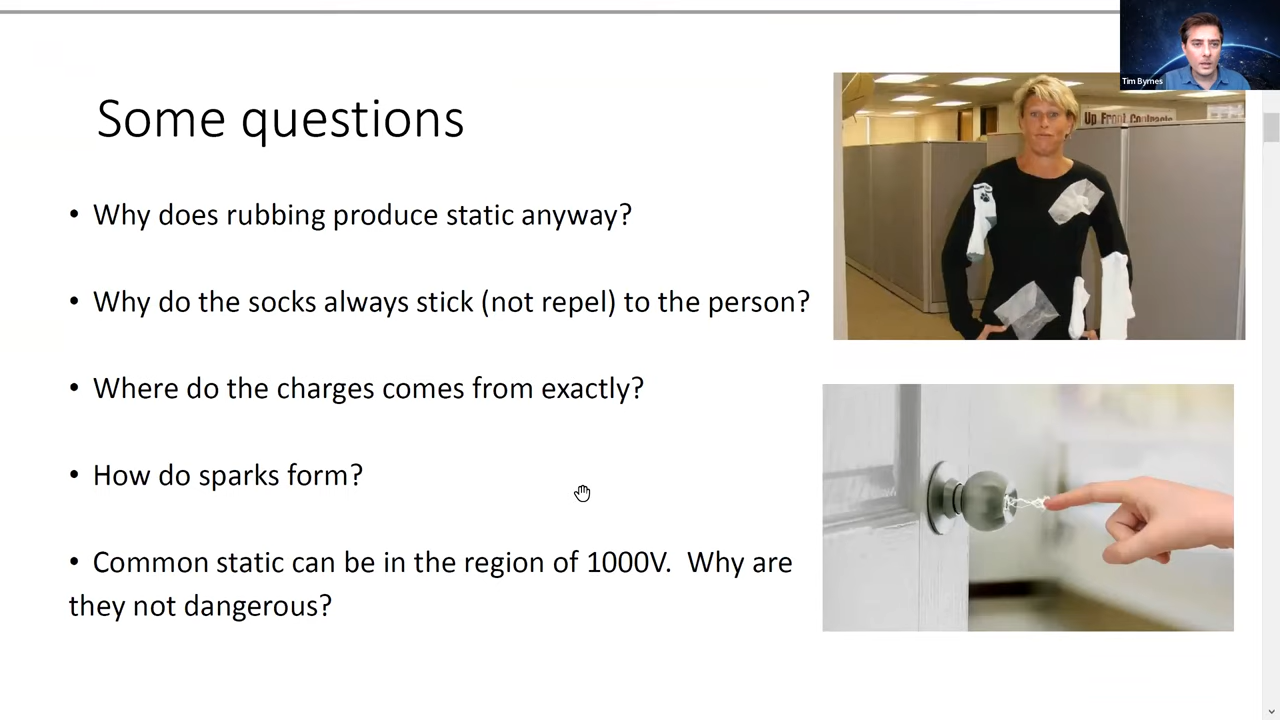 Tim Byrnes
Some questions
Up Front Contracts
• Why does rubbing produce static anyway?
• Why do the socks always stick (not repel) to the person?
• Where do the charges comes from exactly?
• How do sparks form?
• Common static can be in the region of 1000V.  Why are
they not dangerous?